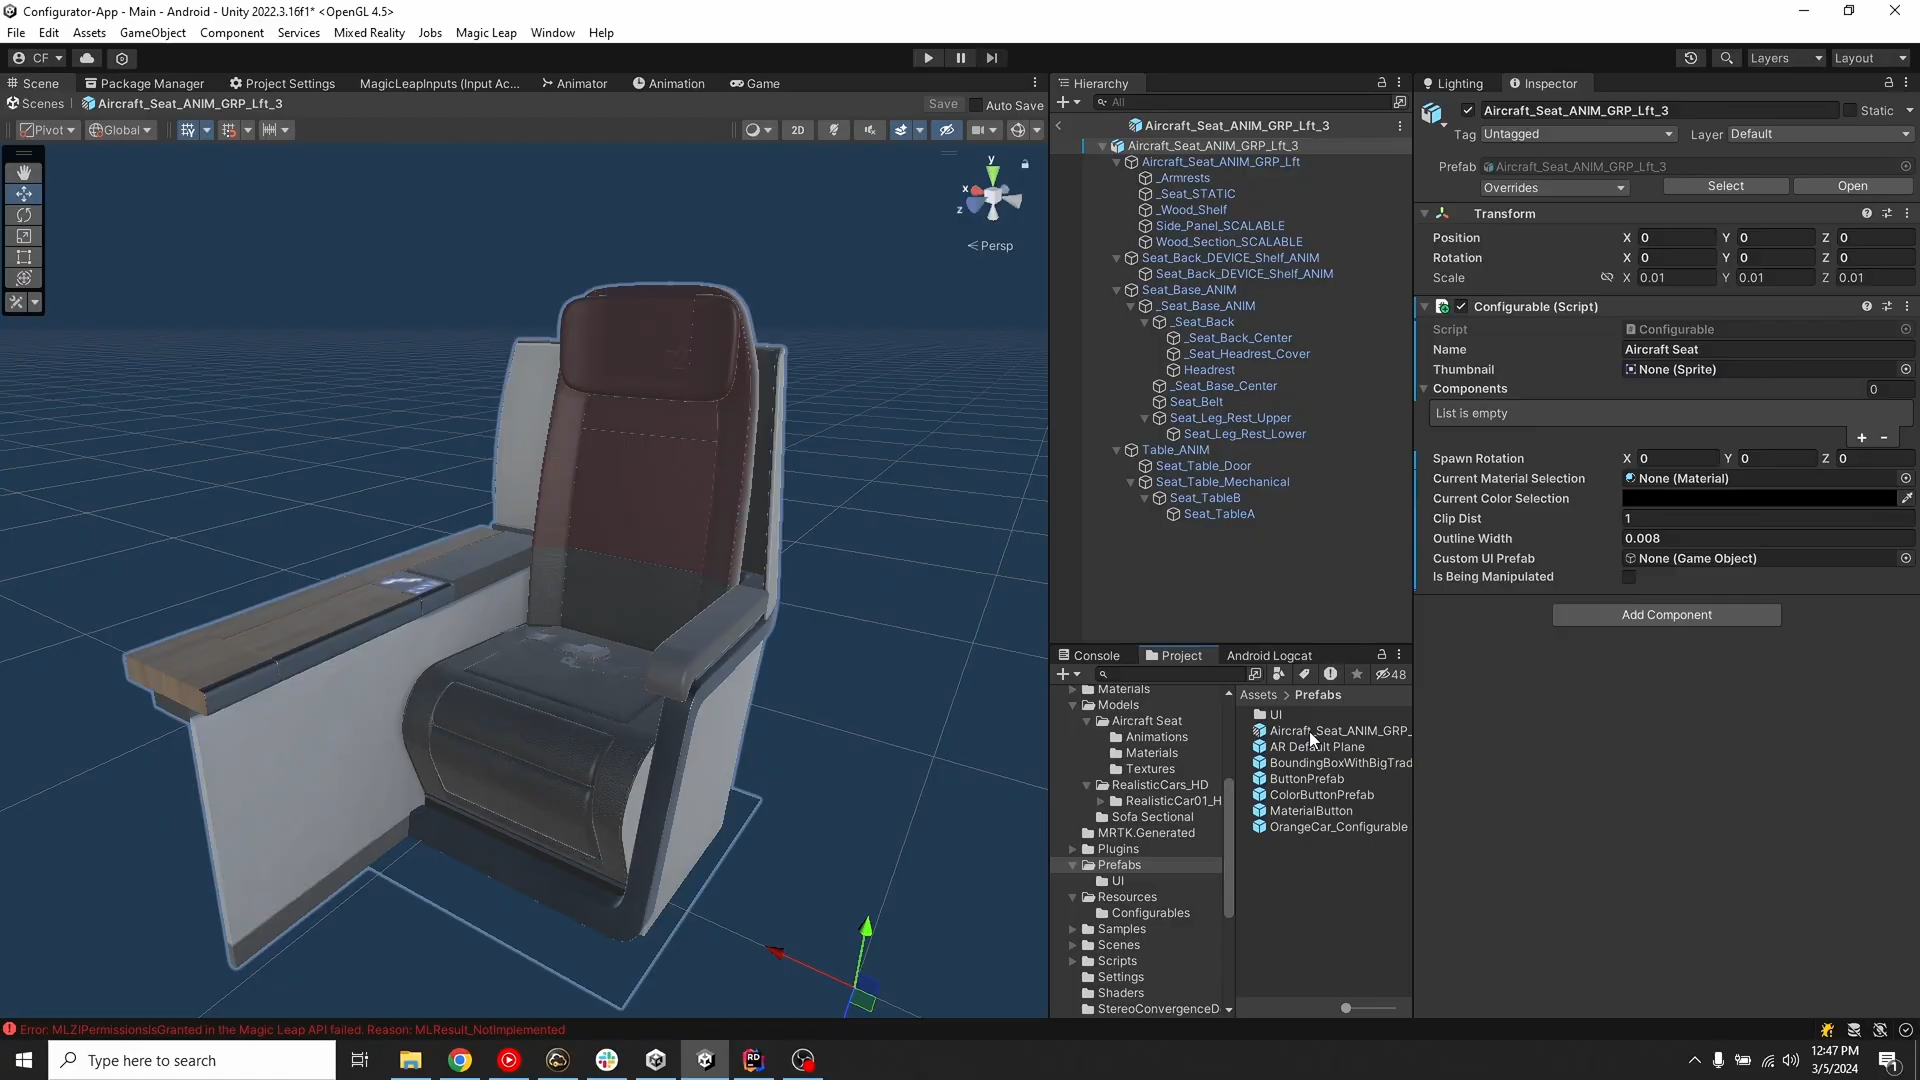 Configurator-App - Main - Android - Unity 2022.3.16f1* <OpenGL 4.5>
File Edit Assets GameObject Component Services Mixed Reality Jobs Magic Leap Window Help
CF
Layers
Layout
Scene
Package Manager
Project Settings
MagicLeapInputs (Input Ac...
Animator
Animation
Game
Scenes
Aircraft_Seat_ANIM_GRP_Lft_3
Save
Auto Save
Pivot
Global
2D
y
x
z
Persp
Hierarchy
All
Aircraft_Seat_ANIM_GRP_Lft_3
Aircraft_Seat_ANIM_GRP_Lft_3
Aircraft_Seat_ANIM_GRP_Lft
_Armrests
_Seat_STATIC
_Wood_Shelf
Side_Panel_SCALABLE
Wood_Section_SCALABLE
Seat_Back_DEVICE_Shelf_ANIM
Seat_Back_DEVICE_Shelf_ANIM
Seat_Base_ANIM
_Seat_Base_ANIM
_Seat_Back
_Seat_Back_Center
_Seat_Headrest_Cover
Headrest
_Seat_Base_Center
Seat_Belt
Seat_Leg_Rest_Upper
Seat_Leg_Rest_Lower
Table_ANIM
Seat_Table_Door
Seat_Table_Mechanical
Seat_TableB
Seat_TableA
Console
Project
Android Logcat
48
Materials
Models
Aircraft Seat
Animations
Materials
Textures
RealisticCars_HD
RealisticCar01_H
Sofa Sectional
MRTK.Generated
Plugins
Prefabs
UI
Resources
Configurables
Samples
Scenes
Scripts
Settings
Shaders
StereoConvergenceD
Assets > Prefabs
UI
Aircraft_Seat_ANIM_GRP_
AR Default Plane
BoundingBoxWithBigTrad
ButtonPrefab
ColorButtonPrefab
MaterialButton
OrangeCar_Configurable
Lighting
Inspector
Aircraft_Seat_ANIM_GRP_Lft_3
Static
Tag Untagged
Layer Default
Prefab Aircraft_Seat_ANIM_GRP_Lft_3
Overrides
Select
Open
Transform
Position X 0 Y 0 Z 0
Rotation X 0 Y 0 Z 0
Scale X 0.01 Y 0.01 Z 0.01
Configurable (Script)
Script Configurable
Name Aircraft Seat
Thumbnail None (Sprite)
Components 0
List is empty
+ -
Spawn Rotation X 0 Y 0 Z 0
Current Material Selection None (Material)
Current Color Selection
Clip Dist 1
Outline Width 0.008
Custom UI Prefab None (Game Object)
Is Being Manipulated
Add Component
Error: MLZIPermissionsIsGranted in the Magic Leap API failed. Reason: MLResult_NotImplemented
Type here to search
RD
12:47 PM
3/5/2024
1